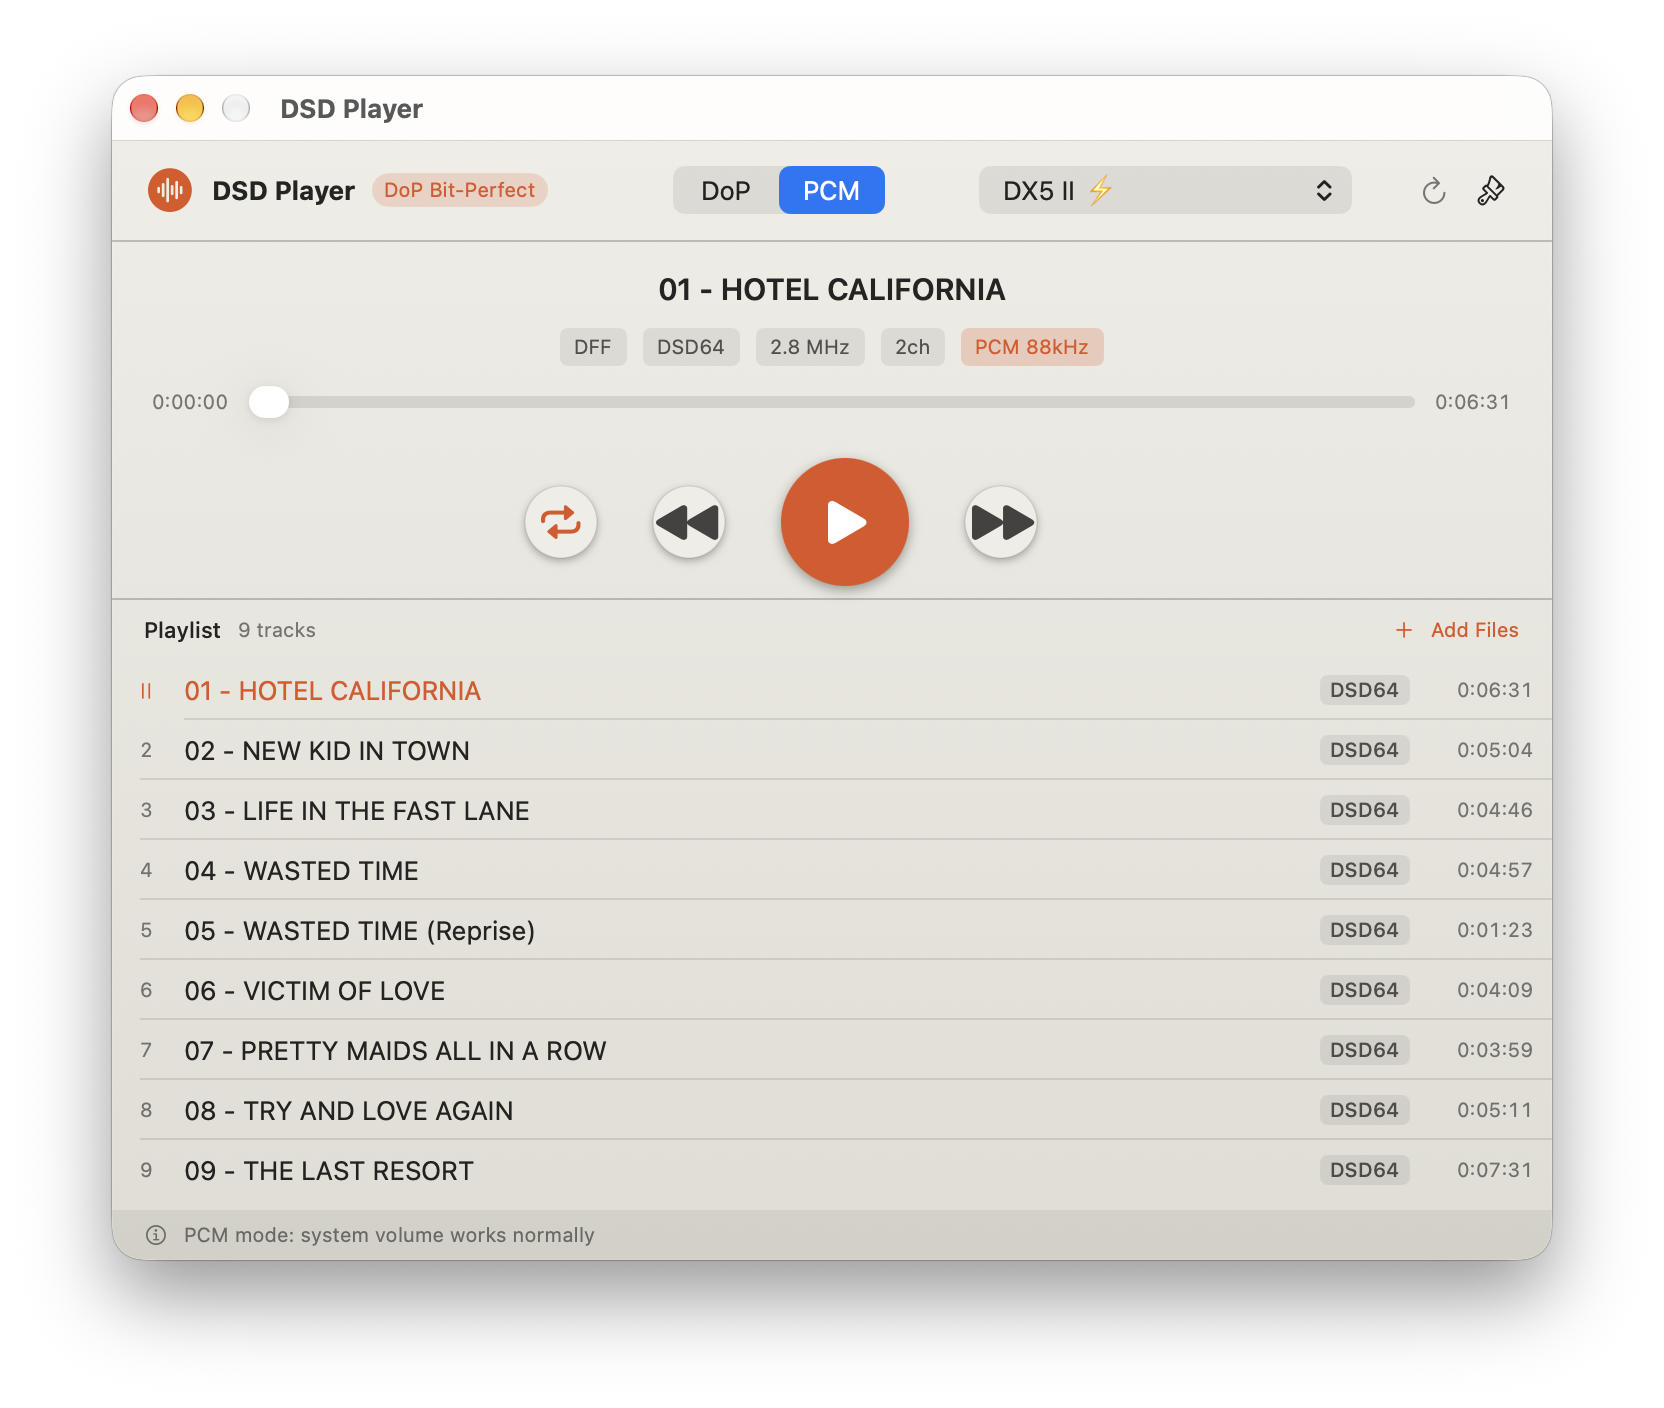 DSD Player
DSD Player DoP Bit-Perfect DoP PCM DX5 II ⚡
01 - HOTEL CALIFORNIA
DFF DSD64 2.8 MHz 2ch PCM 88kHz
0:00:00 0:06:31
Playlist 9 tracks + Add Files
01 - HOTEL CALIFORNIA DSD64 0:06:31
2 02 - NEW KID IN TOWN DSD64 0:05:04
3 03 - LIFE IN THE FAST LANE DSD64 0:04:46
4 04 - WASTED TIME DSD64 0:04:57
5 05 - WASTED TIME (Reprise) DSD64 0:01:23
6 06 - VICTIM OF LOVE DSD64 0:04:09
7 07 - PRETTY MAIDS ALL IN A ROW DSD64 0:03:59
8 08 - TRY AND LOVE AGAIN DSD64 0:05:11
9 09 - THE LAST RESORT DSD64 0:07:31
PCM mode: system volume works normally